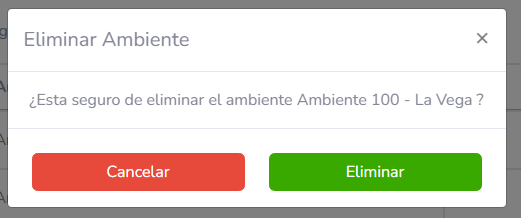 Eliminar Ambiente
×
¿Esta seguro de eliminar el ambiente Ambiente 100 - La Vega ?
Cancelar
Eliminar